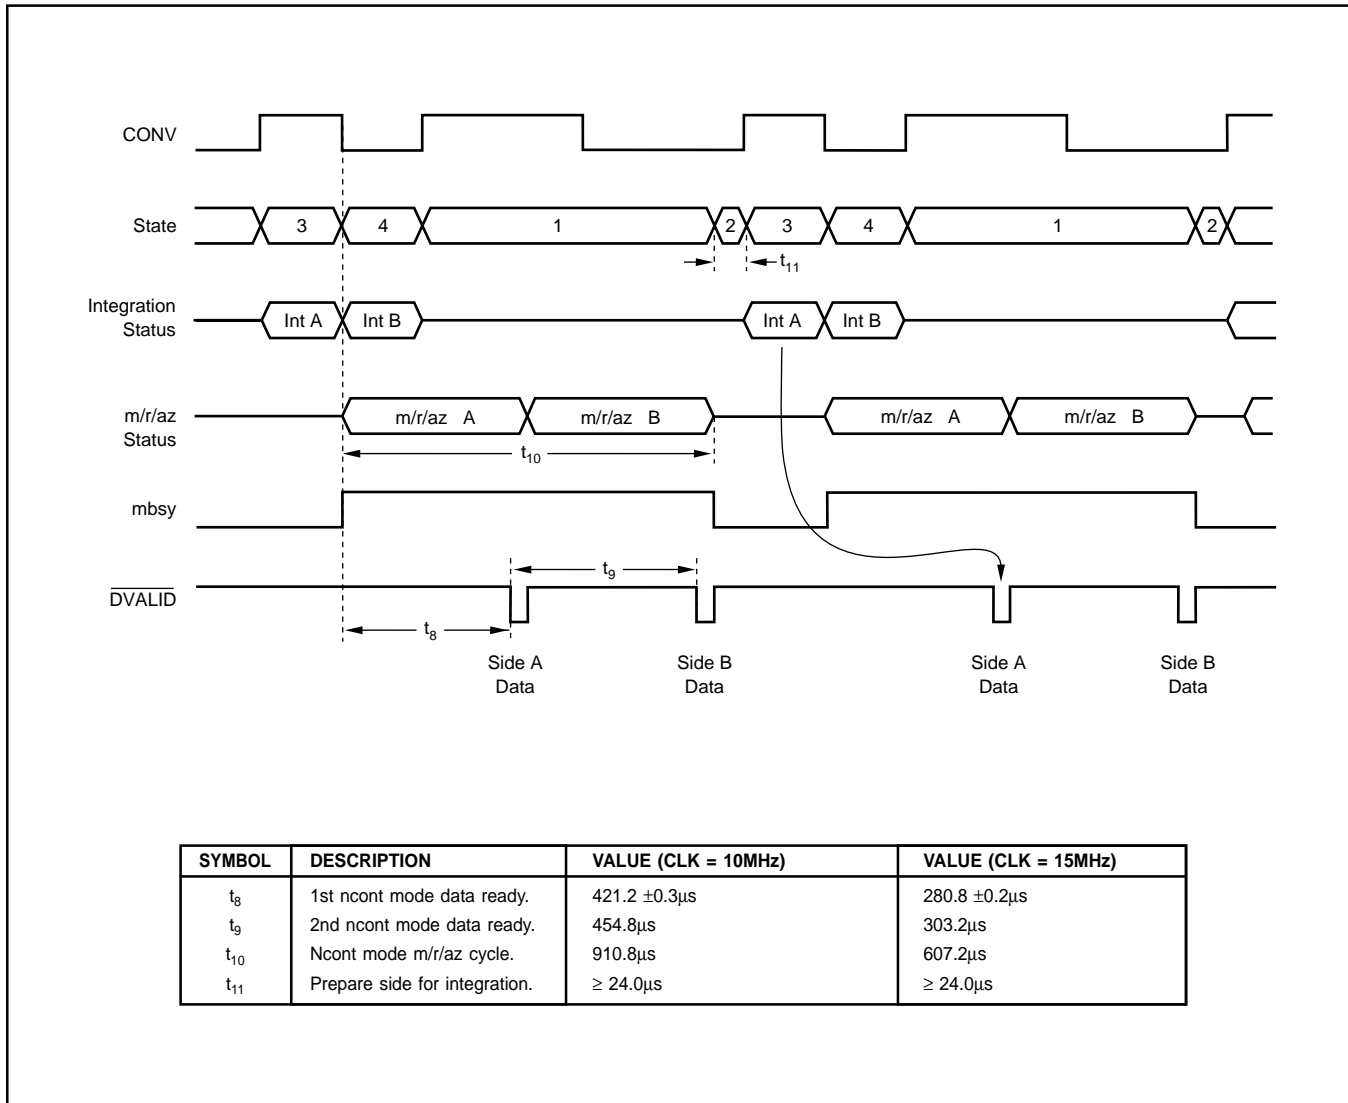 CONV
State
3
4
1
2
3
4
1
2
t11
Integration
Status
Int A
Int B
Int A
Int B
m/r/az
Status
m/r/az A
m/r/az B
m/r/az A
m/r/az B
t10
mbsy
DVALID
t9
t8
Side A
Data
Side B
Data
Side A
Data
Side B
Data
SYMBOL DESCRIPTION VALUE (CLK = 10MHz) VALUE (CLK = 15MHz)
t8 1st ncont mode data ready. 421.2 ±0.3µs 280.8 ±0.2µs
t9 2nd ncont mode data ready. 454.8µs 303.2µs
t10 Ncont mode m/r/az cycle. 910.8µs 607.2µs
t11 Prepare side for integration. ≥ 24.0µs ≥ 24.0µs